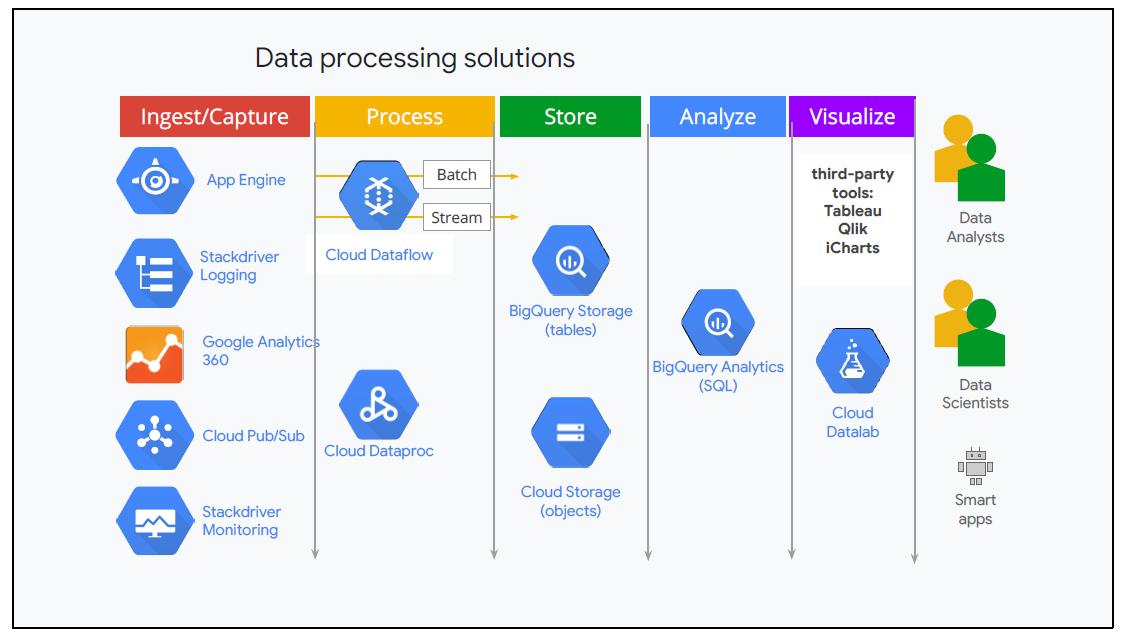 Data processing solutions
Ingest/Capture
Process
Store
Analyze
Visualize
App Engine
Stackdriver
Logging
Google Analytics
360
Cloud Pub/Sub
Stackdriver
Monitoring
Batch
Stream
Cloud Dataflow
Cloud Dataproc
BigQuery Storage
(tables)
Cloud Storage
(objects)
BigQuery Analytics
(SQL)
third-party
tools:
Tableau
Qlik
iCharts
Cloud
Datalab
Data
Analysts
Data
Scientists
Smart
apps